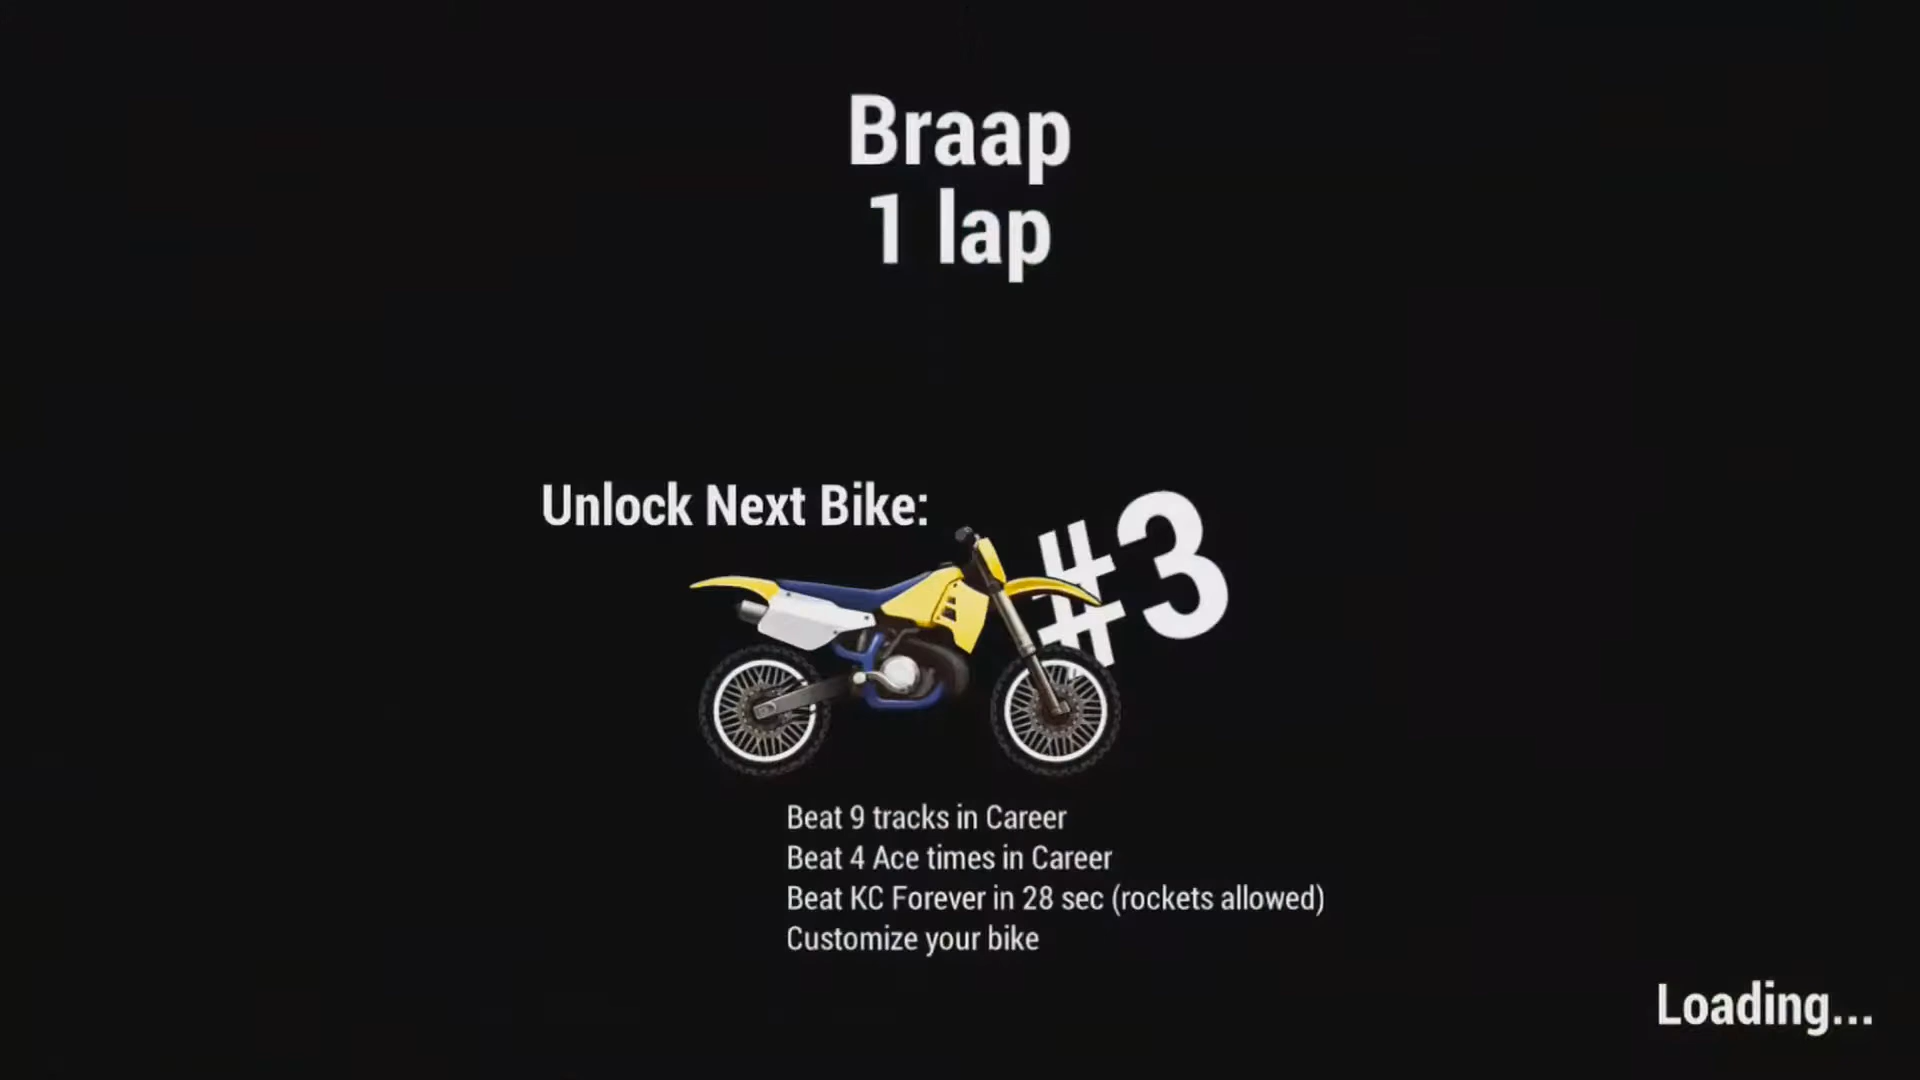 Braap
1 lap
Unlock Next Bike:
#3
Beat 9 tracks in Career
Beat 4 Ace times in Career
Beat KC Forever in 28 sec (rockets allowed)
Customize your bike
Loading...